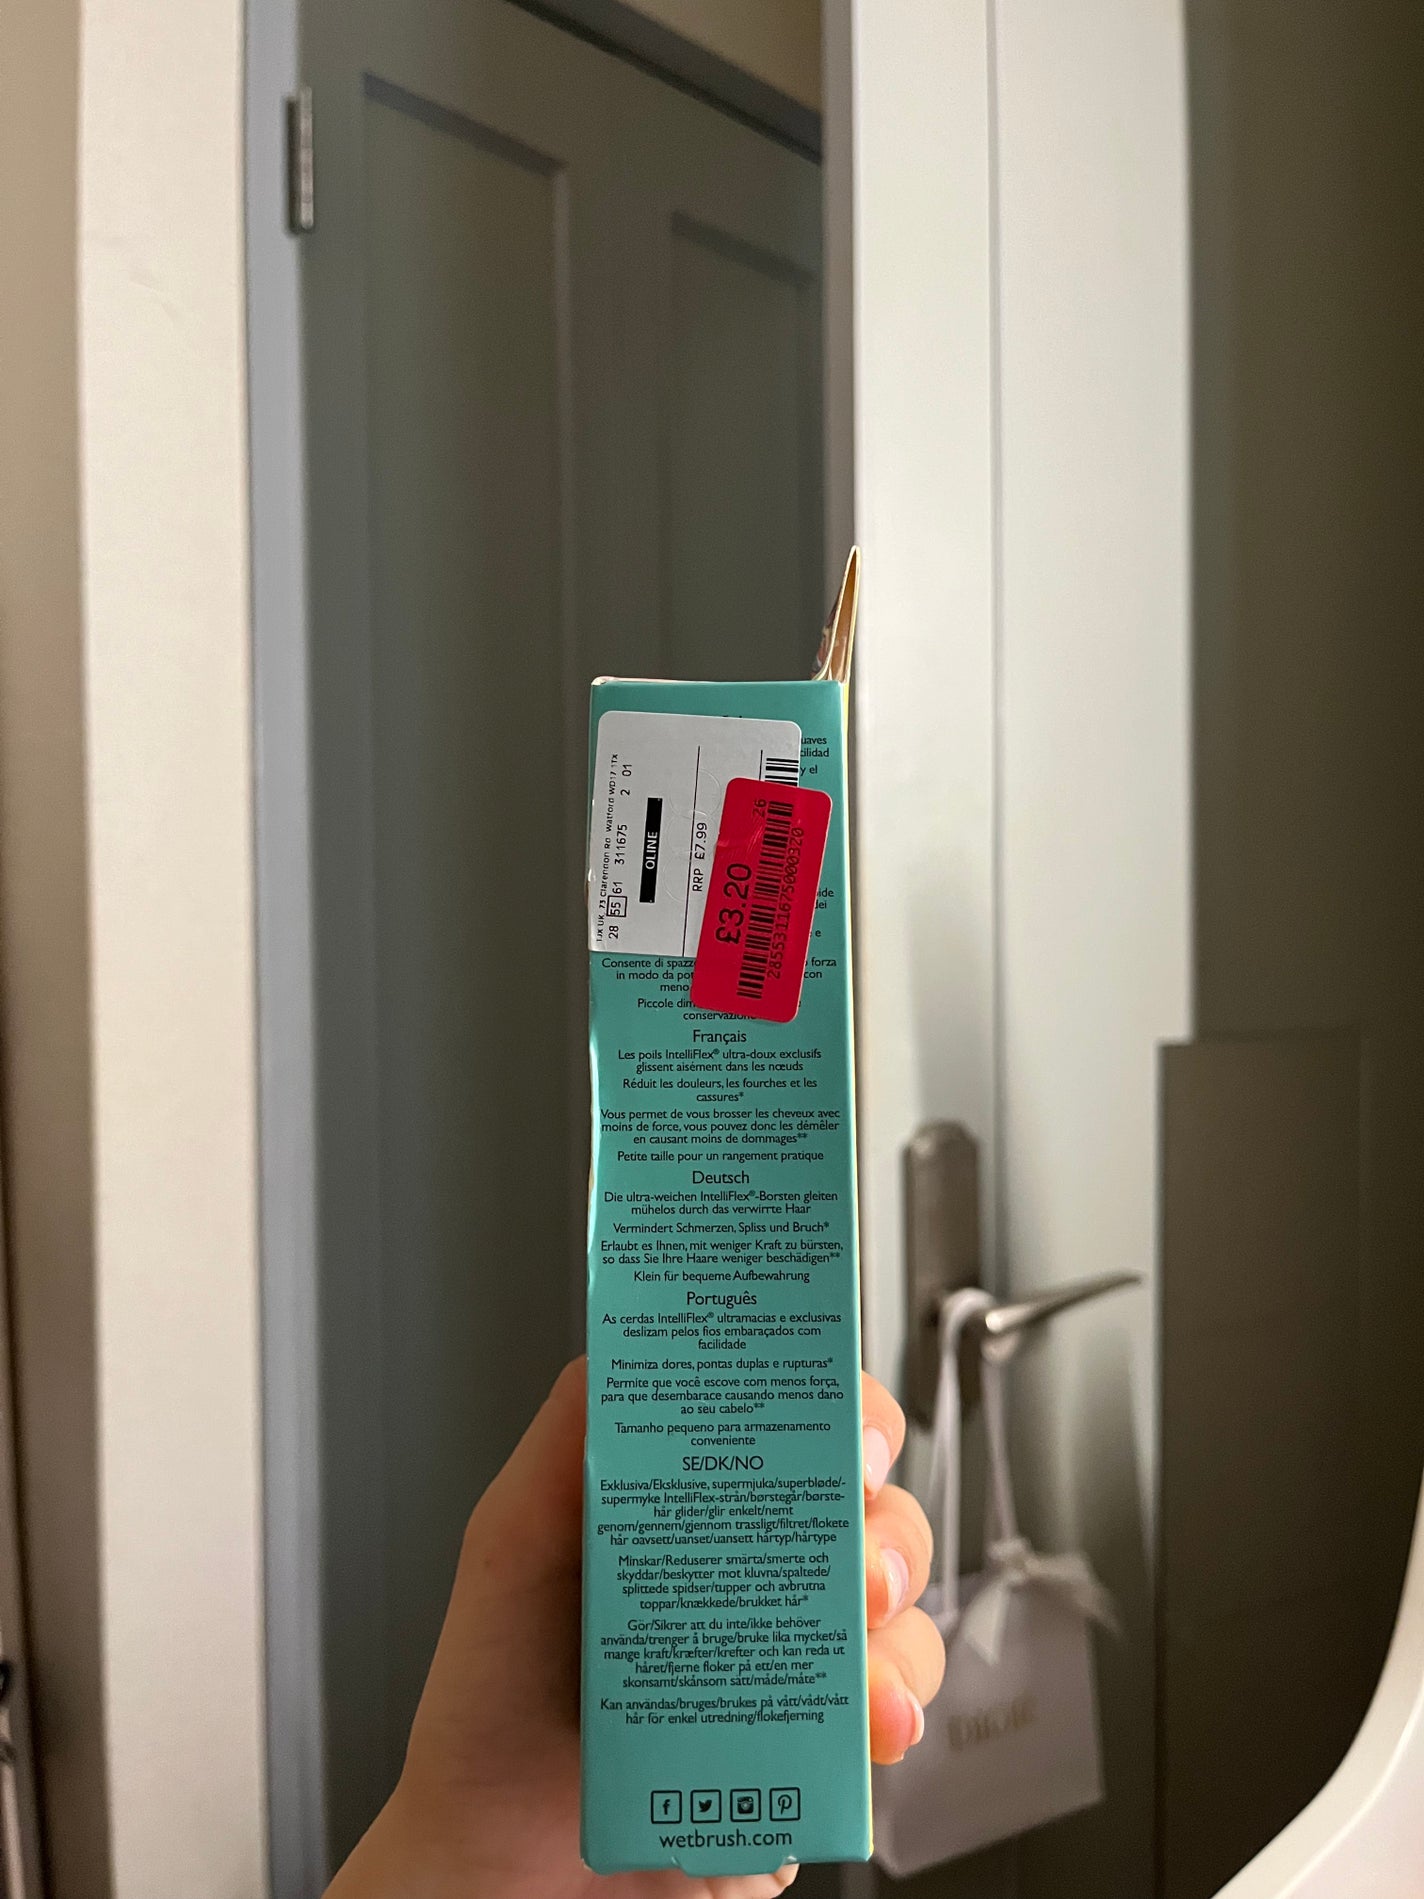 TJX UK, 73 Clarendon Rd, Watford WD17 1TX
28 55 61 311675 2 01
OLINE
RRP £7.99
£3.20
26
2855311675000320
uaves
cilidad
y el
ide
dei
e
Consente di spazz forza
in modo da po con
meno
Piccole dim
conservazione
Français
Les poils IntelliFlex® ultra-doux exclusifs
glissent aisément dans les nœuds
Réduit les douleurs, les fourches et les
cassures*
Vous permet de vous brosser les cheveux avec
moins de force, vous pouvez donc les démêler
en causant moins de dommages**
Petite taille pour un rangement pratique
Deutsch
Die ultra-weichen IntelliFlex®-Borsten gleiten
mühelos durch das verwirrte Haar
Vermindert Schmerzen, Spliss und Bruch*
Erlaubt es Ihnen, mit weniger Kraft zu bürsten,
so dass Sie Ihre Haare weniger beschädigen**
Klein für bequeme Aufbewahrung
Português
As cerdas IntelliFlex® ultramacias e exclusivas
deslizam pelos fios embaraçados com
facilidade
Minimiza dores, pontas duplas e rupturas*
Permite que você escove com menos força,
para que desembarace causando menos dano
ao seu cabelo**
Tamanho pequeno para armazenamento
conveniente
SE/DK/NO
Exklusiva/Eksklusive, supermjuka/superbløde/-
supermyke IntelliFlex-strån/børstegår/børste-
hår glider/glir enkelt/nemt
genom/gennem/gjennom trassligt/filtret/flokete
hår oavsett/uanset/uansett hårtyp/hårtype
Minskar/Reduserer smärta/smerte och
skyddar/beskytter mot kluvna/spaltede/
splittede spidser/tupper och avbrutna
toppar/knækkede/brukket hår*
Gör/Sikrer att du inte/ikke behöver
använda/trenger å bruge/bruke lika mycket/så
mange kraft/kræfter/krefter och kan reda ut
håret/fjerne floker på ett/en mer
skonsamt/skånsom sätt/måde/måte**
Kan användas/bruges/brukes på vått/vådt/vått
hår för enkel utredning/flokefjerning
wetbrush.com
DIOR